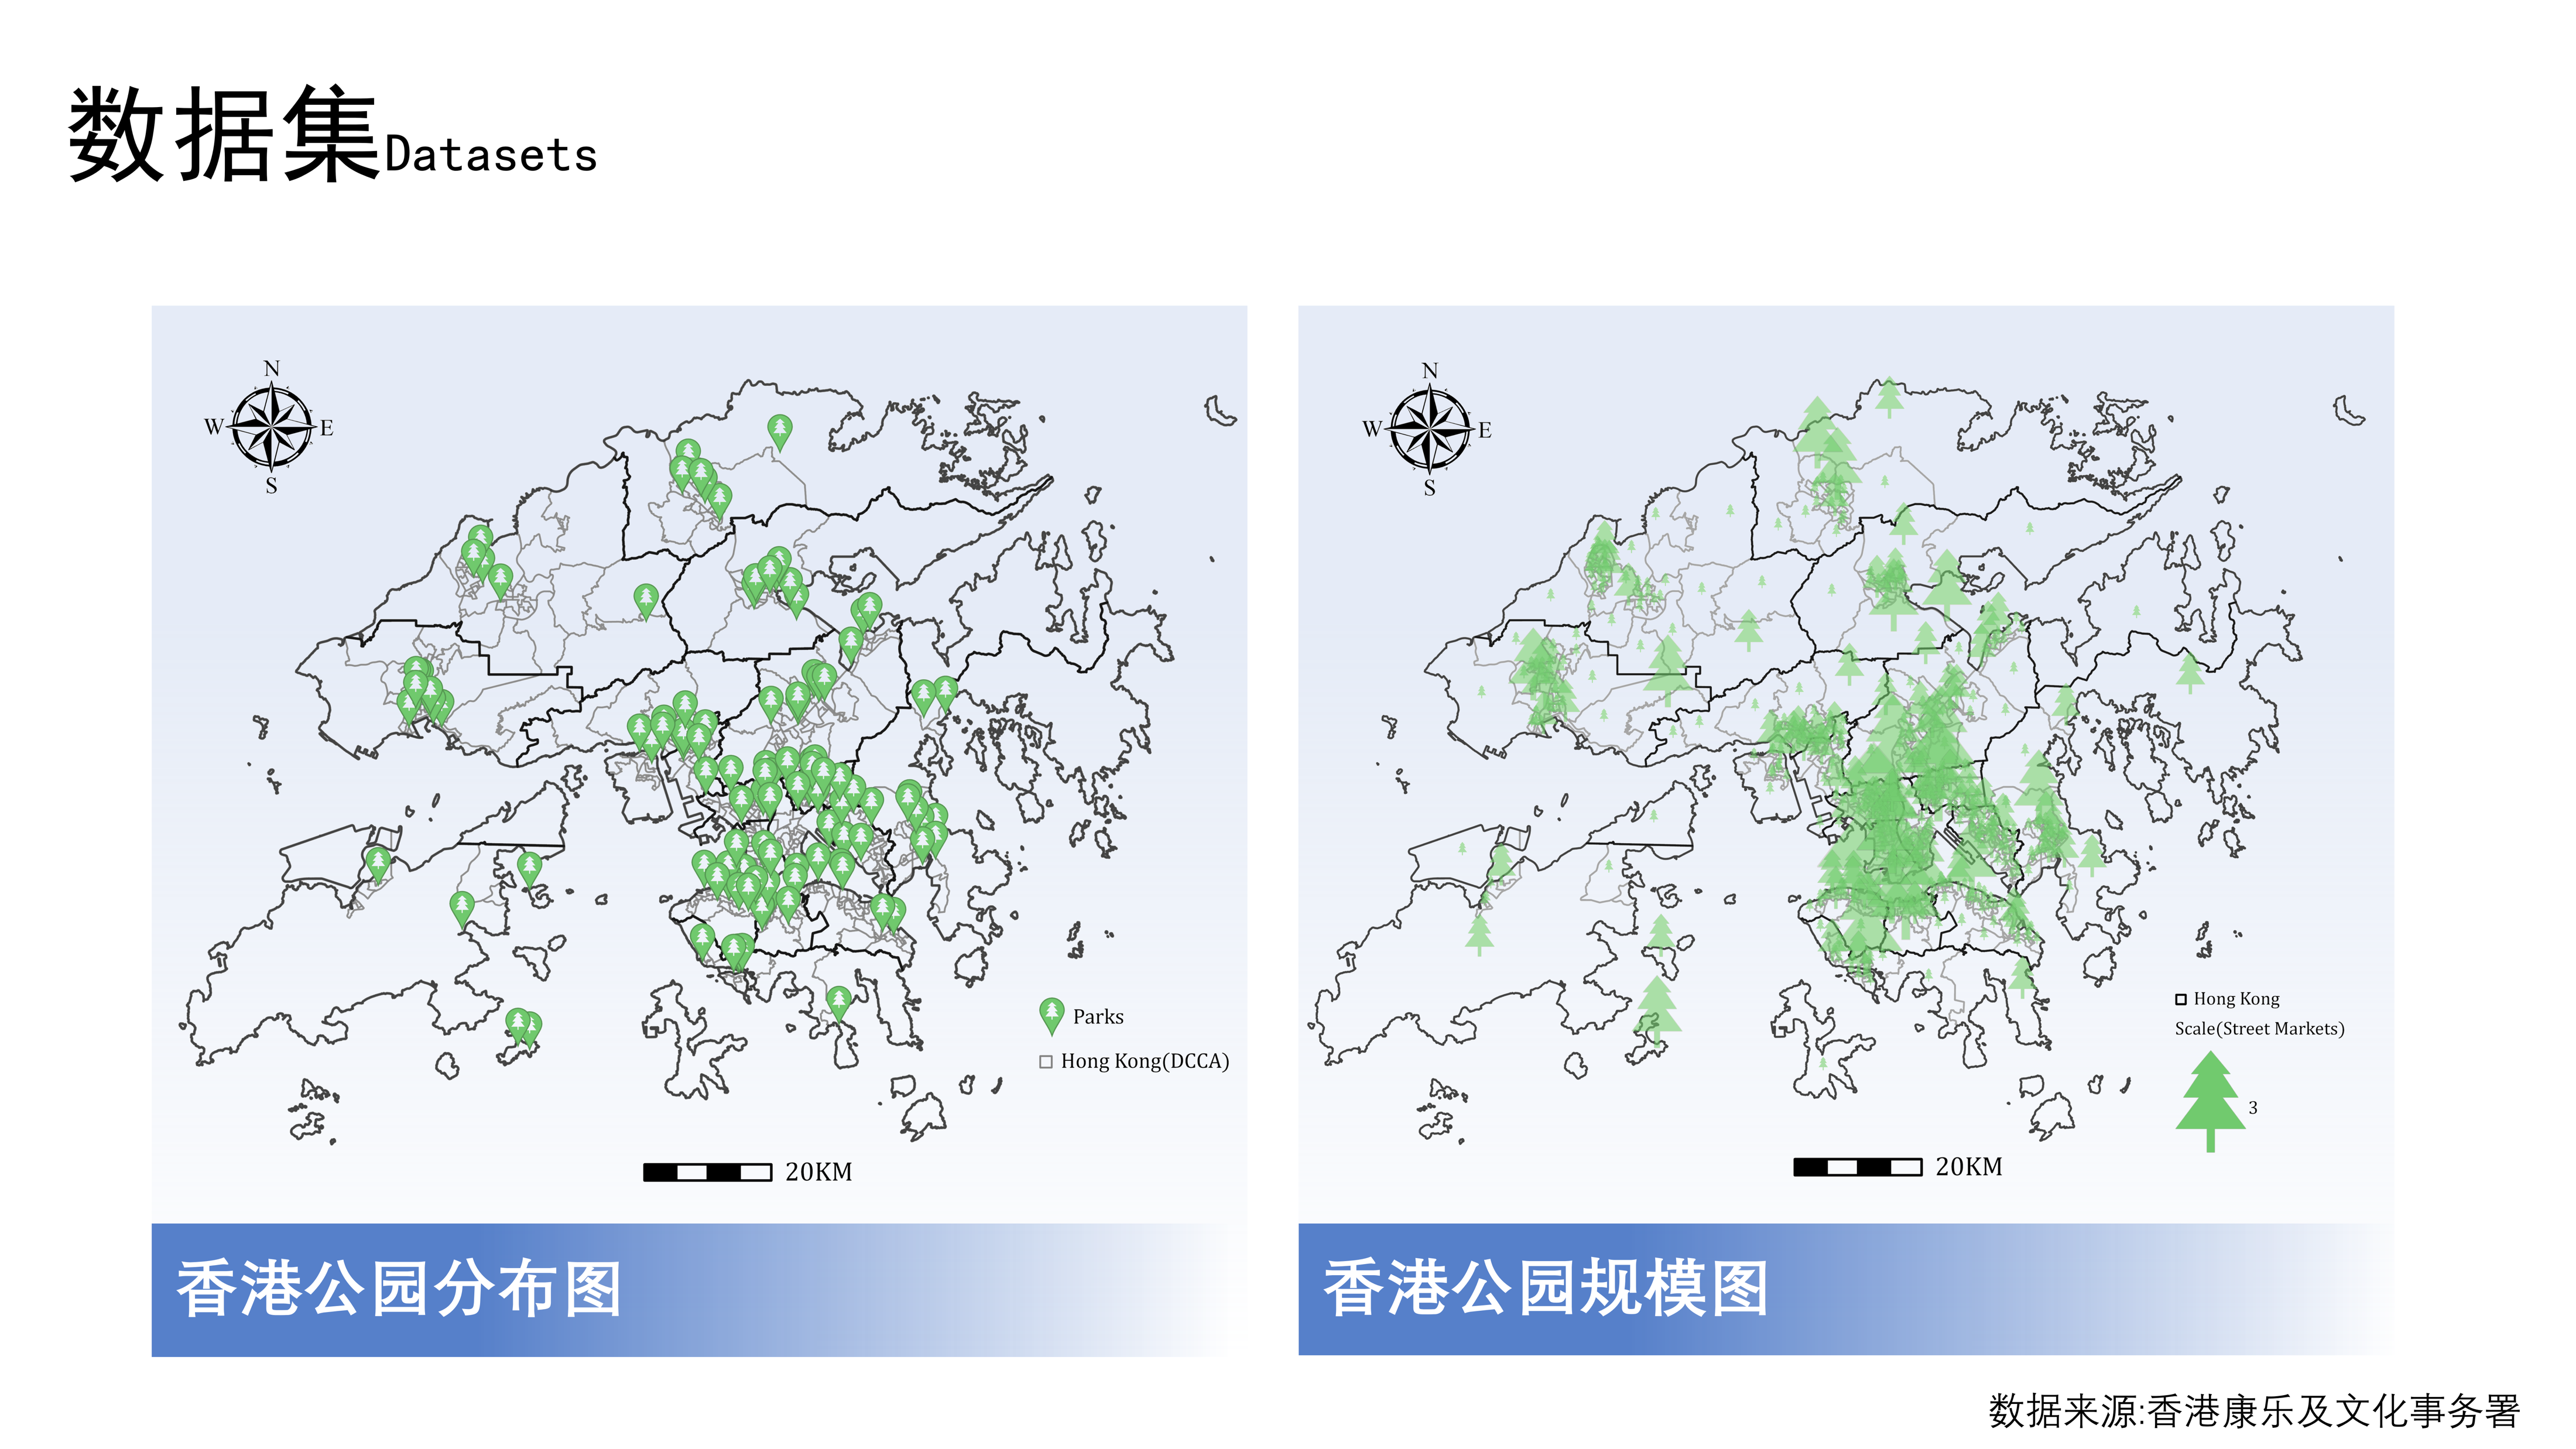 数据集Datasets
N
W E
S
Parks
Hong Kong(DCCA)
20KM
香港公园分布图
N
W E
S
Hong Kong
Scale(Street Markets)
3
20KM
香港公园规模图
数据来源:香港康乐及文化事务署